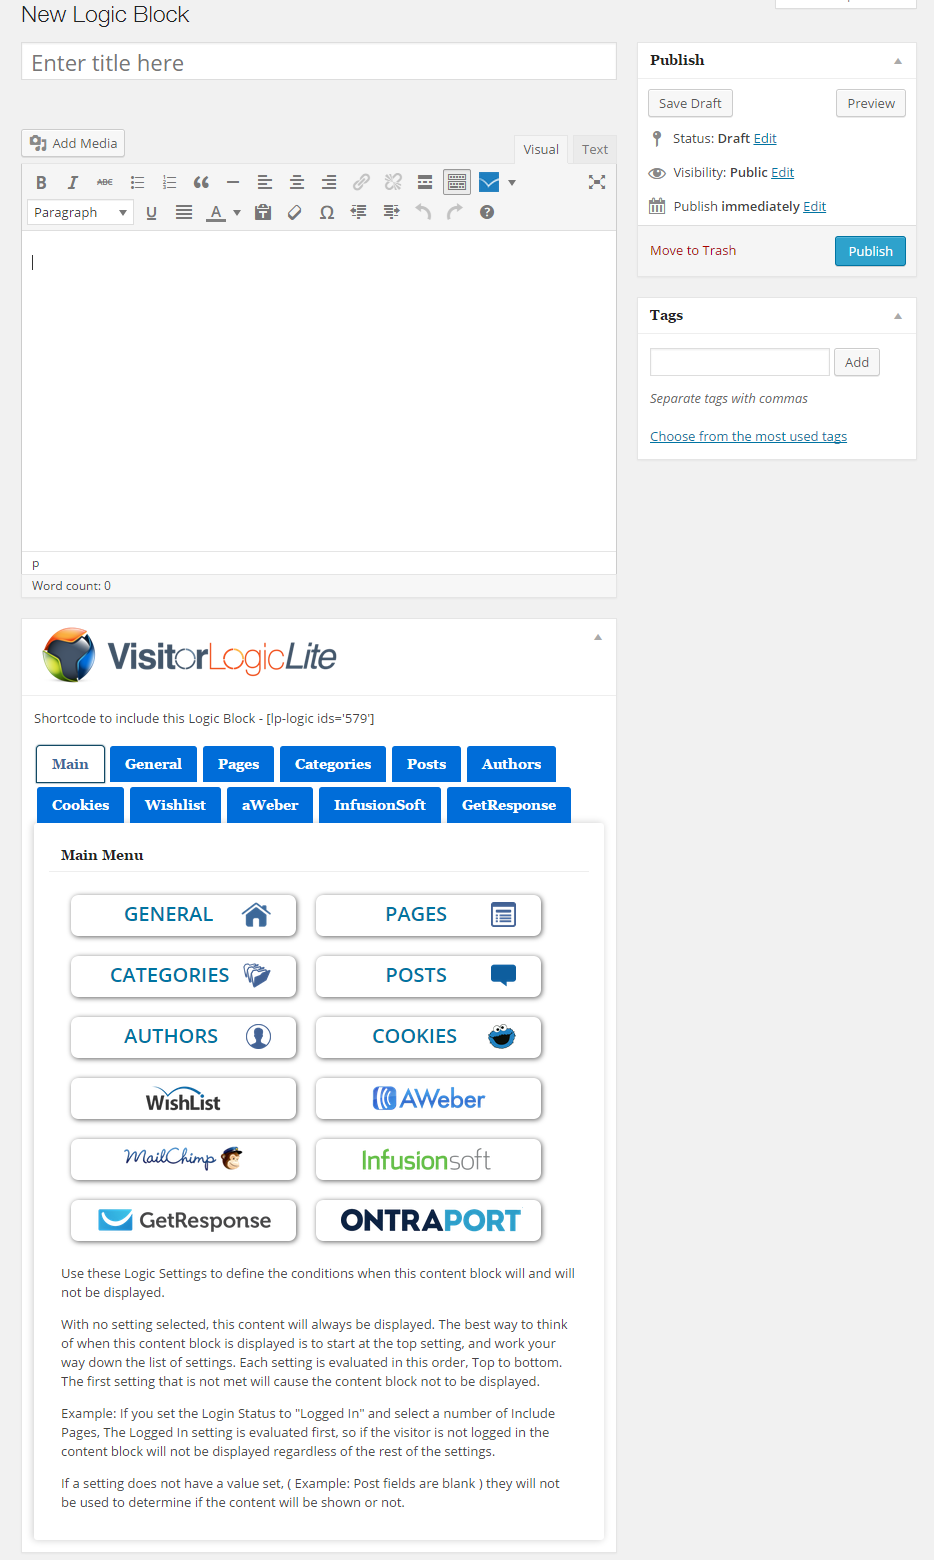 New Logic Block
Enter title here
Add Media
Visual Text
B I ABC
Paragraph U A Ω ?
p
Word count: 0
VisitorLogicLite
Shortcode to include this Logic Block - [lp-logic ids='579']
Main General Pages Categories Posts Authors
Cookies Wishlist aWeber InfusionSoft GetResponse
Main Menu
GENERAL PAGES
CATEGORIES POSTS
AUTHORS COOKIES
WISHLIST AWeber
MailChimp Infusionsoft
GetResponse ONTRAPORT
Use these Logic Settings to define the conditions when this content block will and will
not be displayed.
With no setting selected, this content will always be displayed. The best way to think
of when this content block is displayed is to start at the top setting, and work your
way down the list of settings. Each setting is evaluated in this order, Top to bottom.
The first setting that is not met will cause the content block not to be displayed.
Example: If you set the Login Status to "Logged In" and select a number of Include
Pages, The Logged In setting is evaluated first, so if the visitor is not logged in the
content block will not be displayed regardless of the rest of the settings.
If a setting does not have a value set, ( Example: Post fields are blank ) they will not
be used to determine if the content will be shown or not.
Publish
Save Draft Preview
Status: Draft Edit
Visibility: Public Edit
Publish immediately Edit
Move to Trash Publish
Tags
Add
Separate tags with commas
Choose from the most used tags